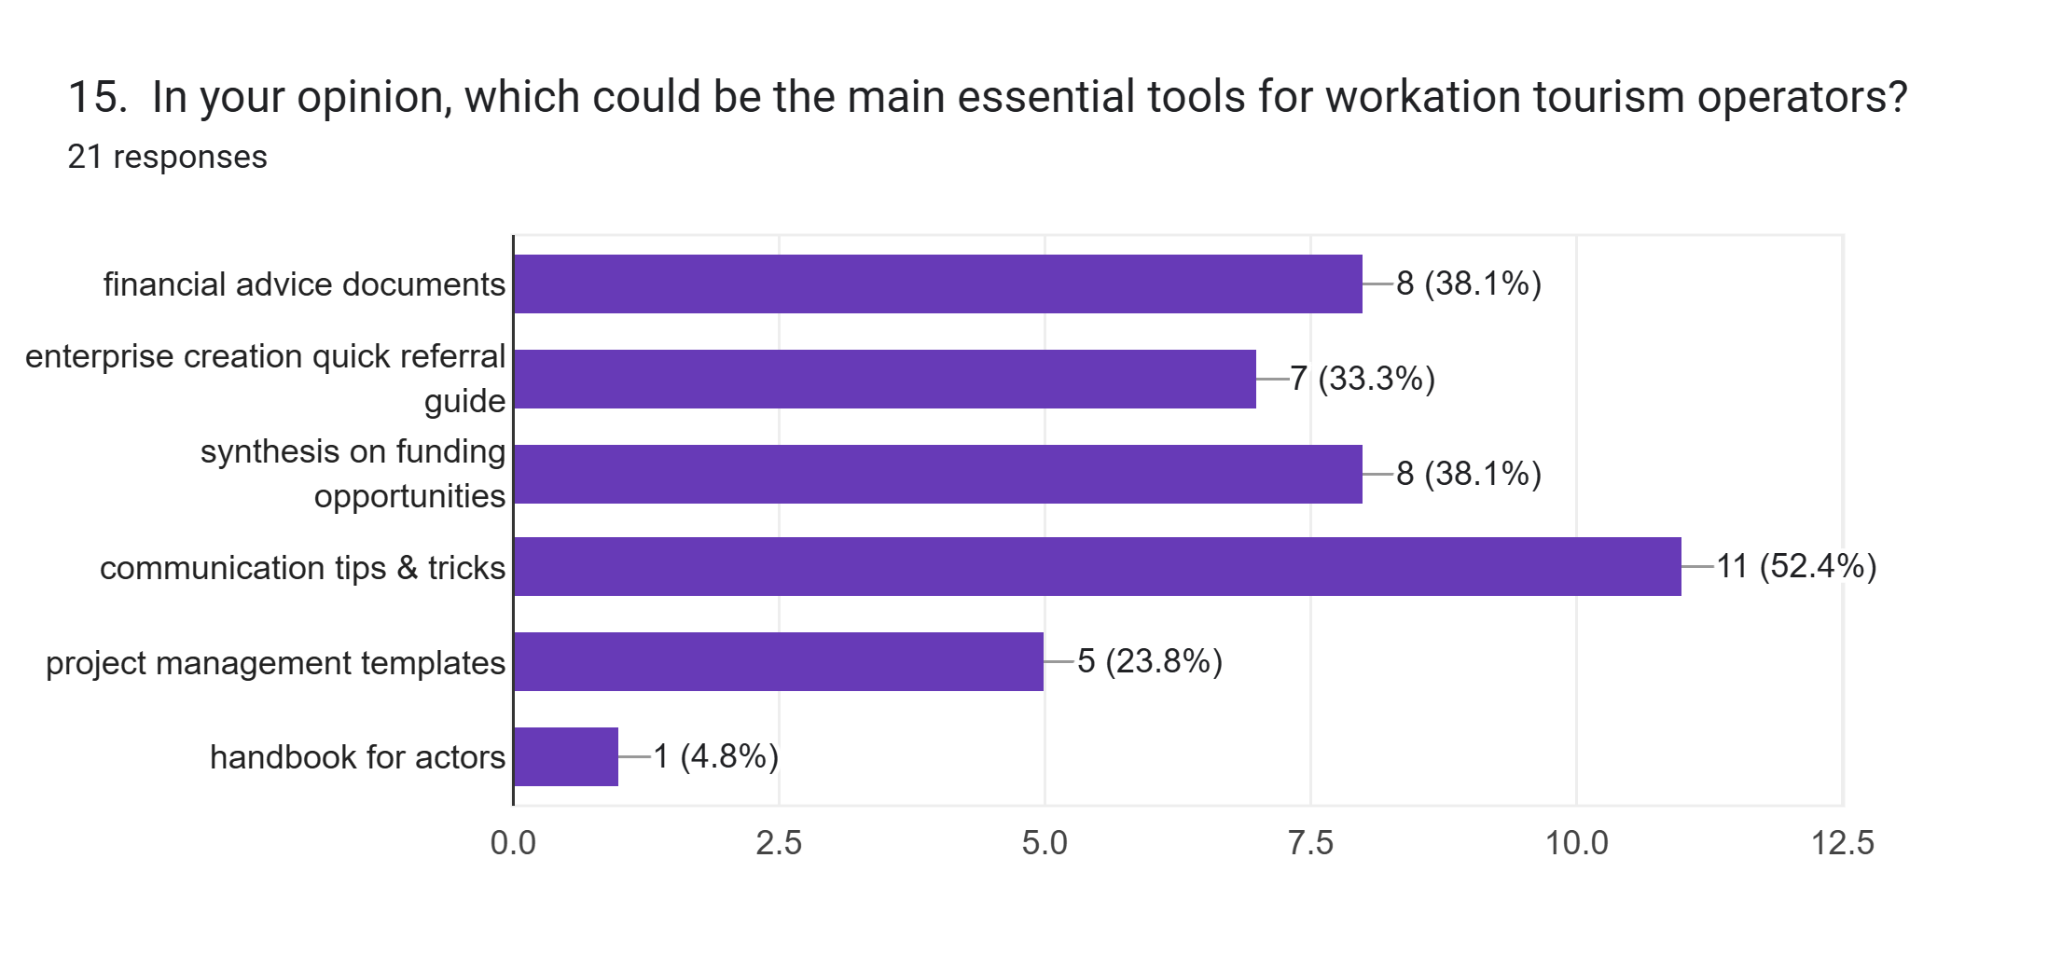 15.  In your opinion, which could be the main essential tools for workation tourism operators?
21 responses
financial advice documents
8 (38.1%)
enterprise creation quick referral
guide
7 (33.3%)
synthesis on funding
opportunities
8 (38.1%)
communication tips & tricks
11 (52.4%)
project management templates
5 (23.8%)
handbook for actors
1 (4.8%)
0.0 2.5 5.0 7.5 10.0 12.5